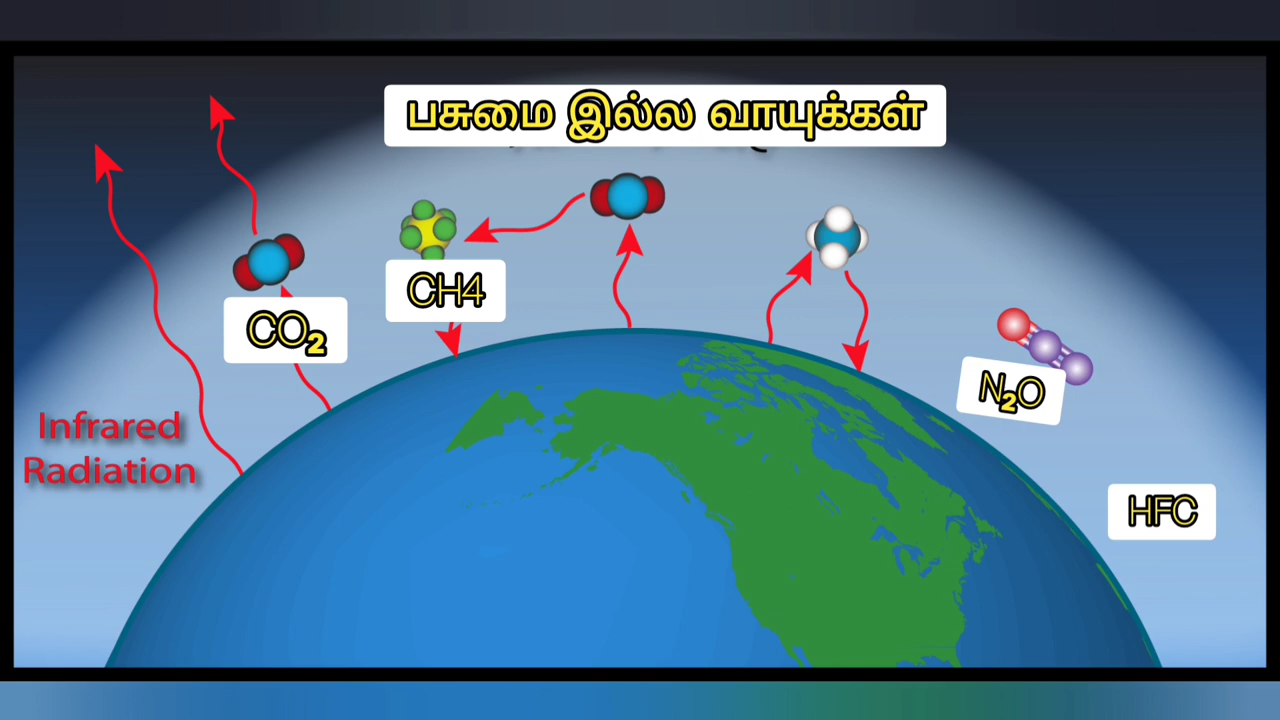 பசுமை இல்ல வாயுக்கள்
CH4
CO₂
N₂O
Infrared
Radiation
HFC